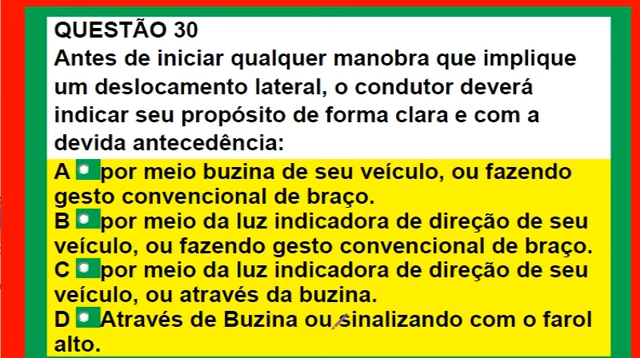 QUESTÃO 30
Antes de iniciar qualquer manobra que implique
um deslocamento lateral, o condutor deverá
indicar seu propósito de forma clara e com a
devida antecedência:
A por meio buzina de seu veículo, ou fazendo
gesto convencional de braço.
B por meio da luz indicadora de direção de seu
veículo, ou fazendo gesto convencional de braço.
C por meio da luz indicadora de direção de seu
veículo, ou através da buzina.
D Através de Buzina ou sinalizando com o farol
alto.